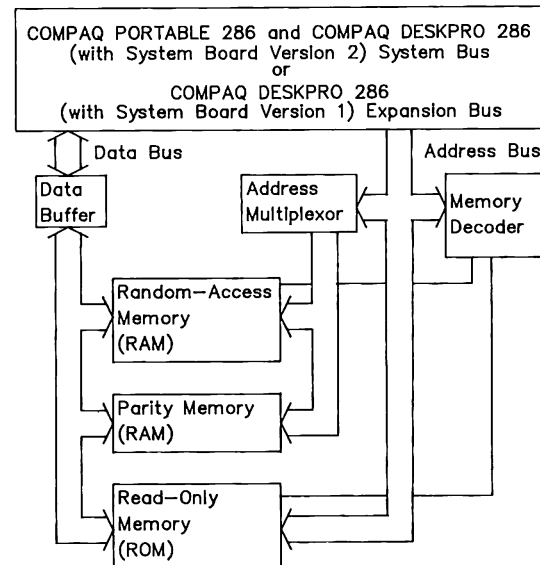 COMPAQ PORTABLE 286 and COMPAQ DESKPRO 286
(with System Board Version 2) System Bus
or
COMPAQ DESKPRO 286
(with System Board Version 1) Expansion Bus
Data Bus
Address Bus
Data
Buffer
Address
Multiplexor
Memory
Decoder
Random-Access
Memory
(RAM)
Parity Memory
(RAM)
Read-Only
Memory
(ROM)